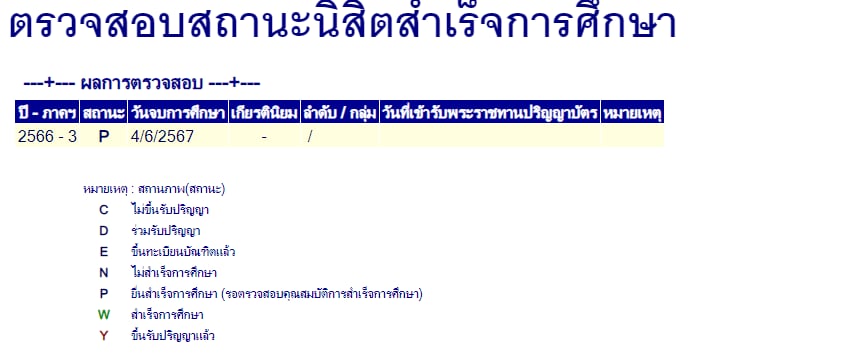 ตรวจสอบสถานะนิสิตสำเร็จการศึกษา
---+--- ผลการตรวจสอบ ---+---
ปี - ภาคฯ สถานะ วันจบการศึกษา เกียรตินิยม ลำดับ / กลุ่ม วันที่เข้ารับพระราชทานปริญญาบัตร หมายเหตุ
2566 - 3 P 4/6/2567 - /
หมายเหตุ : สถานภาพ(สถานะ)
C ไม่ขึ้นรับปริญญา
D ร่วมรับปริญญา
E ขึ้นทะเบียนบัณฑิตแล้ว
N ไม่สำเร็จการศึกษา
P ยื่นสำเร็จการศึกษา (รอตรวจสอบคุณสมบัติการสำเร็จการศึกษา)
W สำเร็จการศึกษา
Y ขึ้นรับปริญญาแล้ว